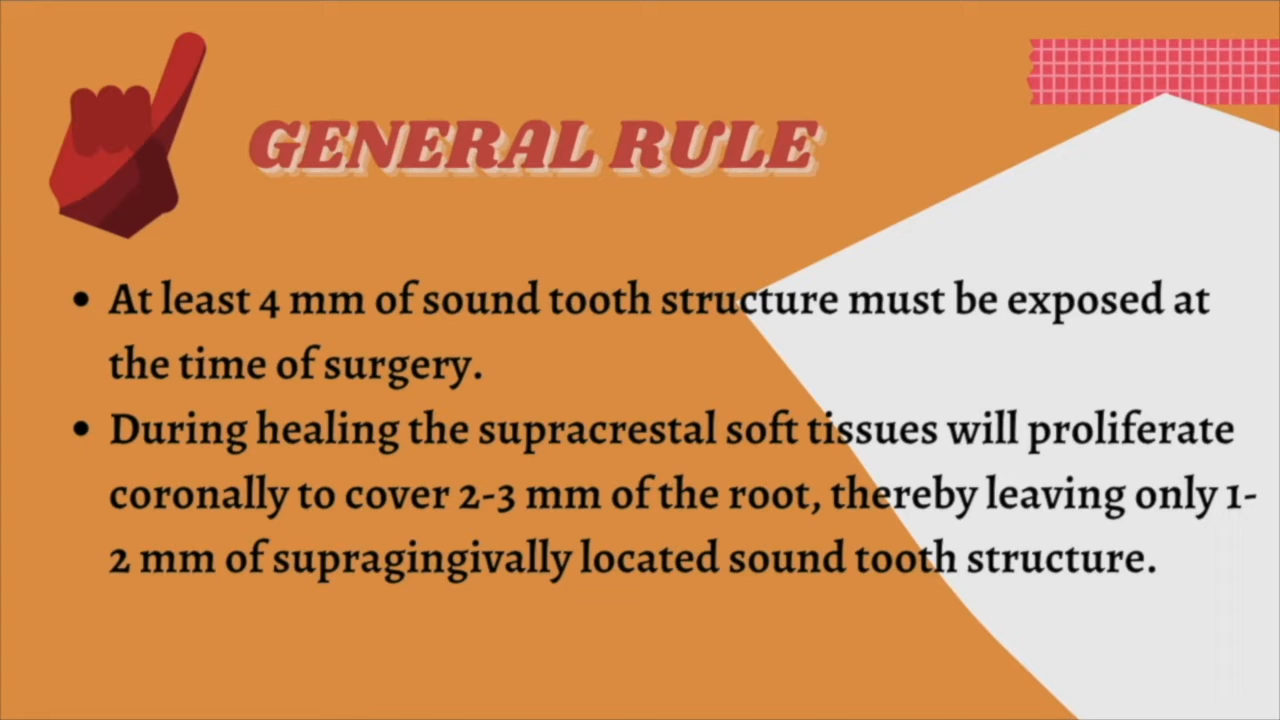 GENERAL RULE
• At least 4 mm of sound tooth structure must be exposed at
the time of surgery.
• During healing the supracrestal soft tissues will proliferate
coronally to cover 2-3 mm of the root, thereby leaving only 1-
2 mm of supragingivally located sound tooth structure.